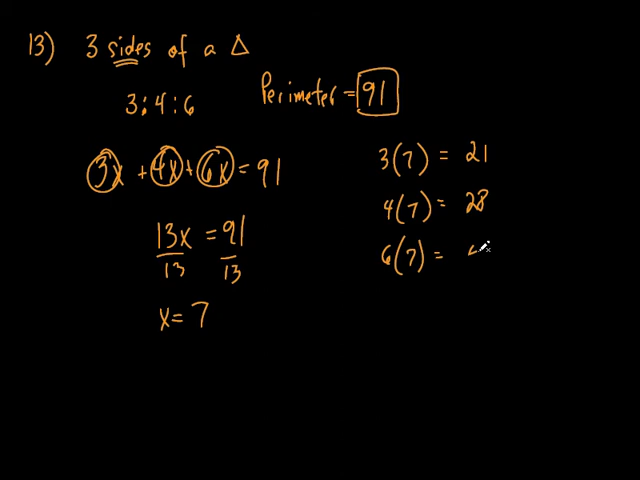 13) 3 sides of a Δ
3:4:6 Perimeter = 91
3x + 4x + 6x = 91
13x = 91
13 13
x = 7
3(7) = 21
4(7) = 28
6(7) =